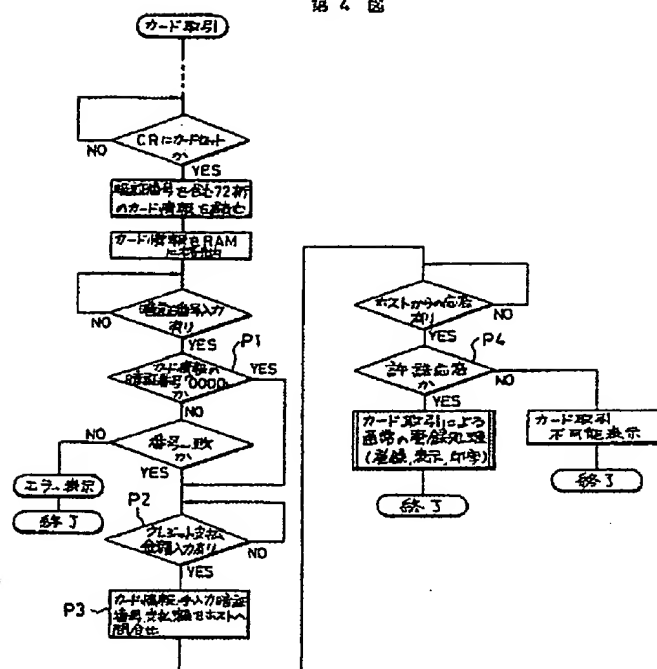 第 4 図
カード取引
CRにカードセット
か
NO
YES
暗証番号を含む72桁
のカード情報を読込
カード情報をRAM
に格納
暗証番号入力
有り
NO
YES
P1
カード情報の
暗証番号"0000"
か
YES
NO
番号一致
か
NO
YES
エラー表示
終了
P2
クレジット支払
金額入力有り
NO
YES
P3
カード情報,手入力暗証
番号,支払額をホストへ
問合せ
ホストからの応答
有り
NO
YES
P4
許諾応答
か
NO
YES
カード取引による
通常の登録処理
(登録,表示,印字)
終了
カード取引
不可能表示
終了